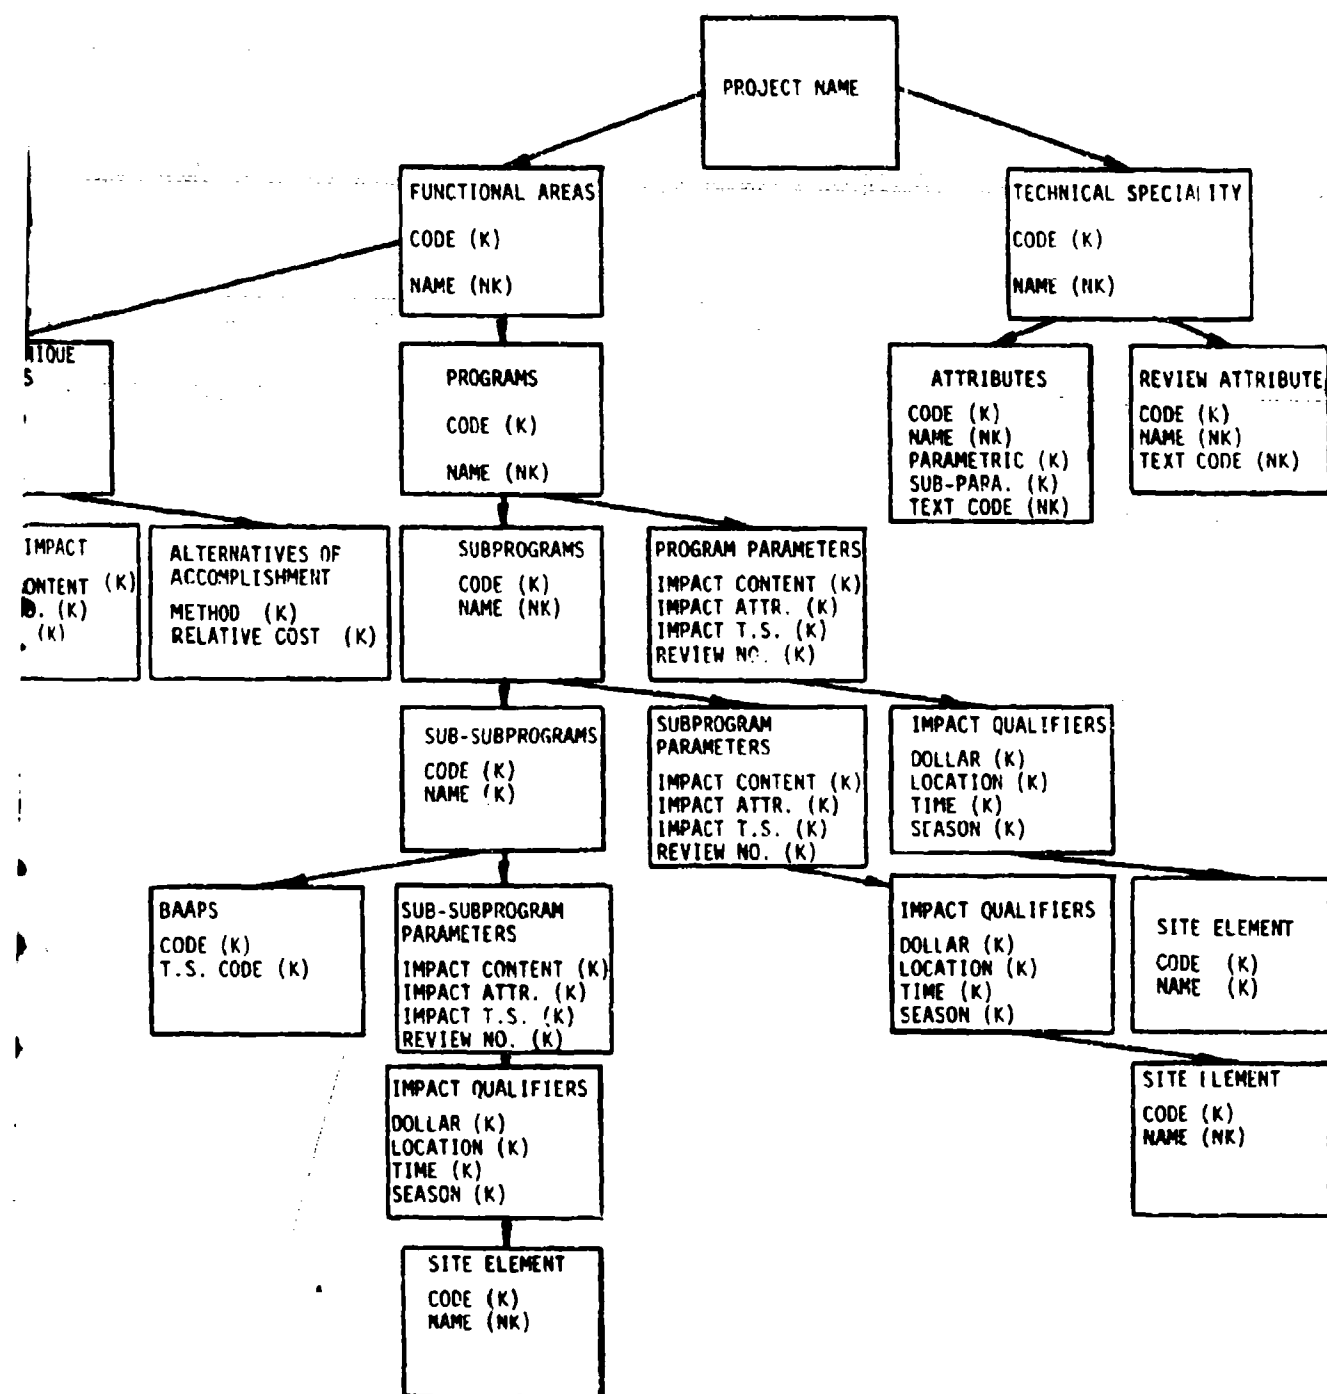 PROJECT NAME
FUNCTIONAL AREAS
CODE (K)
NAME (NK)
TECHNICAL SPECIALITY
CODE (K)
NAME (NK)
PROGRAMS
CODE (K)
NAME (NK)
ATTRIBUTES
CODE (K)
NAME (NK)
PARAMETRIC (K)
SUB-PARA. (K)
TEXT CODE (NK)
REVIEW ATTRIBUTE
CODE (K)
NAME (NK)
TEXT CODE (NK)
IMPACT
ONTENT (K)
. (K)
(K)
ALTERNATIVES OF
ACCOMPLISHMENT
METHOD (K)
RELATIVE COST (K)
SUBPROGRAMS
CODE (K)
NAME (NK)
PROGRAM PARAMETERS
IMPACT CONTENT (K)
IMPACT ATTR. (K)
IMPACT T.S. (K)
REVIEW NO. (K)
SUB-SUBPROGRAMS
CODE (K)
NAME (K)
SUBPROGRAM
PARAMETERS
IMPACT CONTENT (K)
IMPACT ATTR. (K)
IMPACT T.S. (K)
REVIEW NO. (K)
IMPACT QUALIFIERS
DOLLAR (K)
LOCATION (K)
TIME (K)
SEASON (K)
BAAPS
CODE (K)
T.S. CODE (K)
SUB-SUBPROGRAM
PARAMETERS
IMPACT CONTENT (K)
IMPACT ATTR. (K)
IMPACT T.S. (K)
REVIEW NO. (K)
IMPACT QUALIFIERS
DOLLAR (K)
LOCATION (K)
TIME (K)
SEASON (K)
SITE ELEMENT
CODE (K)
NAME (K)
IMPACT QUALIFIERS
DOLLAR (K)
LOCATION (K)
TIME (K)
SEASON (K)
SITE ELEMENT
CODE (K)
NAME (NK)
SITE ELEMENT
CODE (K)
NAME (NK)